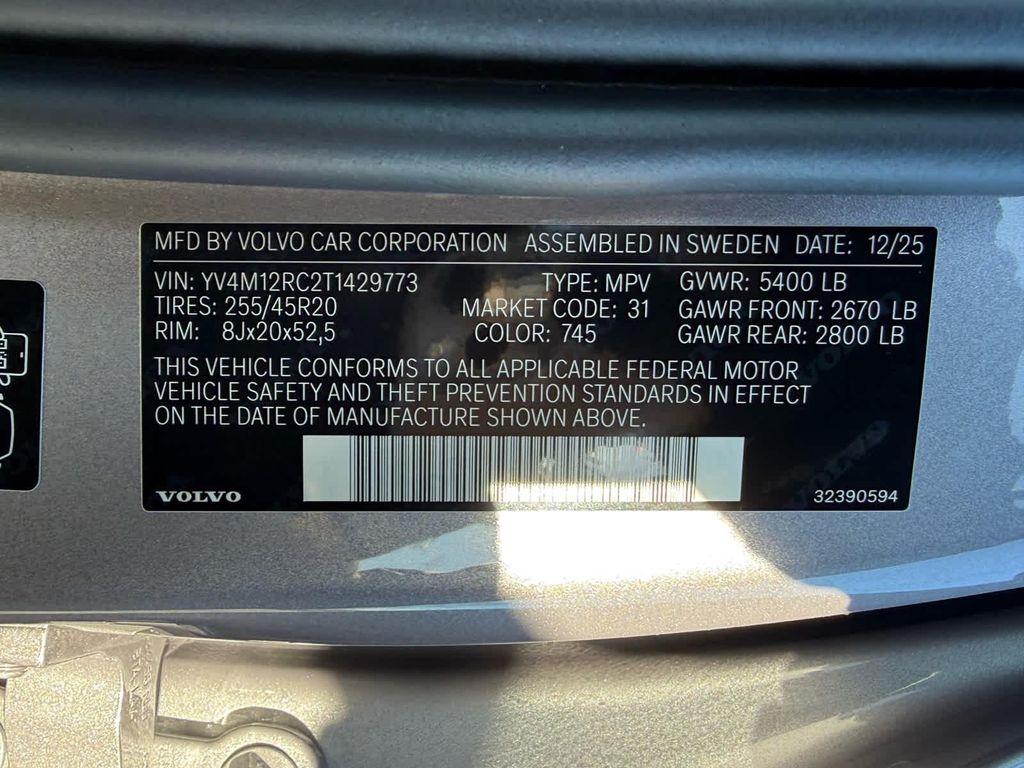 MFD BY VOLVO CAR CORPORATION ASSEMBLED IN SWEDEN DATE: 12/25
VIN: YV4M12RC2T1429773 TYPE: MPV GVWR: 5400 LB
TIRES: 255/45R20 MARKET CODE: 31 GAWR FRONT: 2670 LB
RIM: 8Jx20x52,5 COLOR: 745 GAWR REAR: 2800 LB
THIS VEHICLE CONFORMS TO ALL APPLICABLE FEDERAL MOTOR
VEHICLE SAFETY AND THEFT PREVENTION STANDARDS IN EFFECT
ON THE DATE OF MANUFACTURE SHOWN ABOVE.
VOLVO 32390594